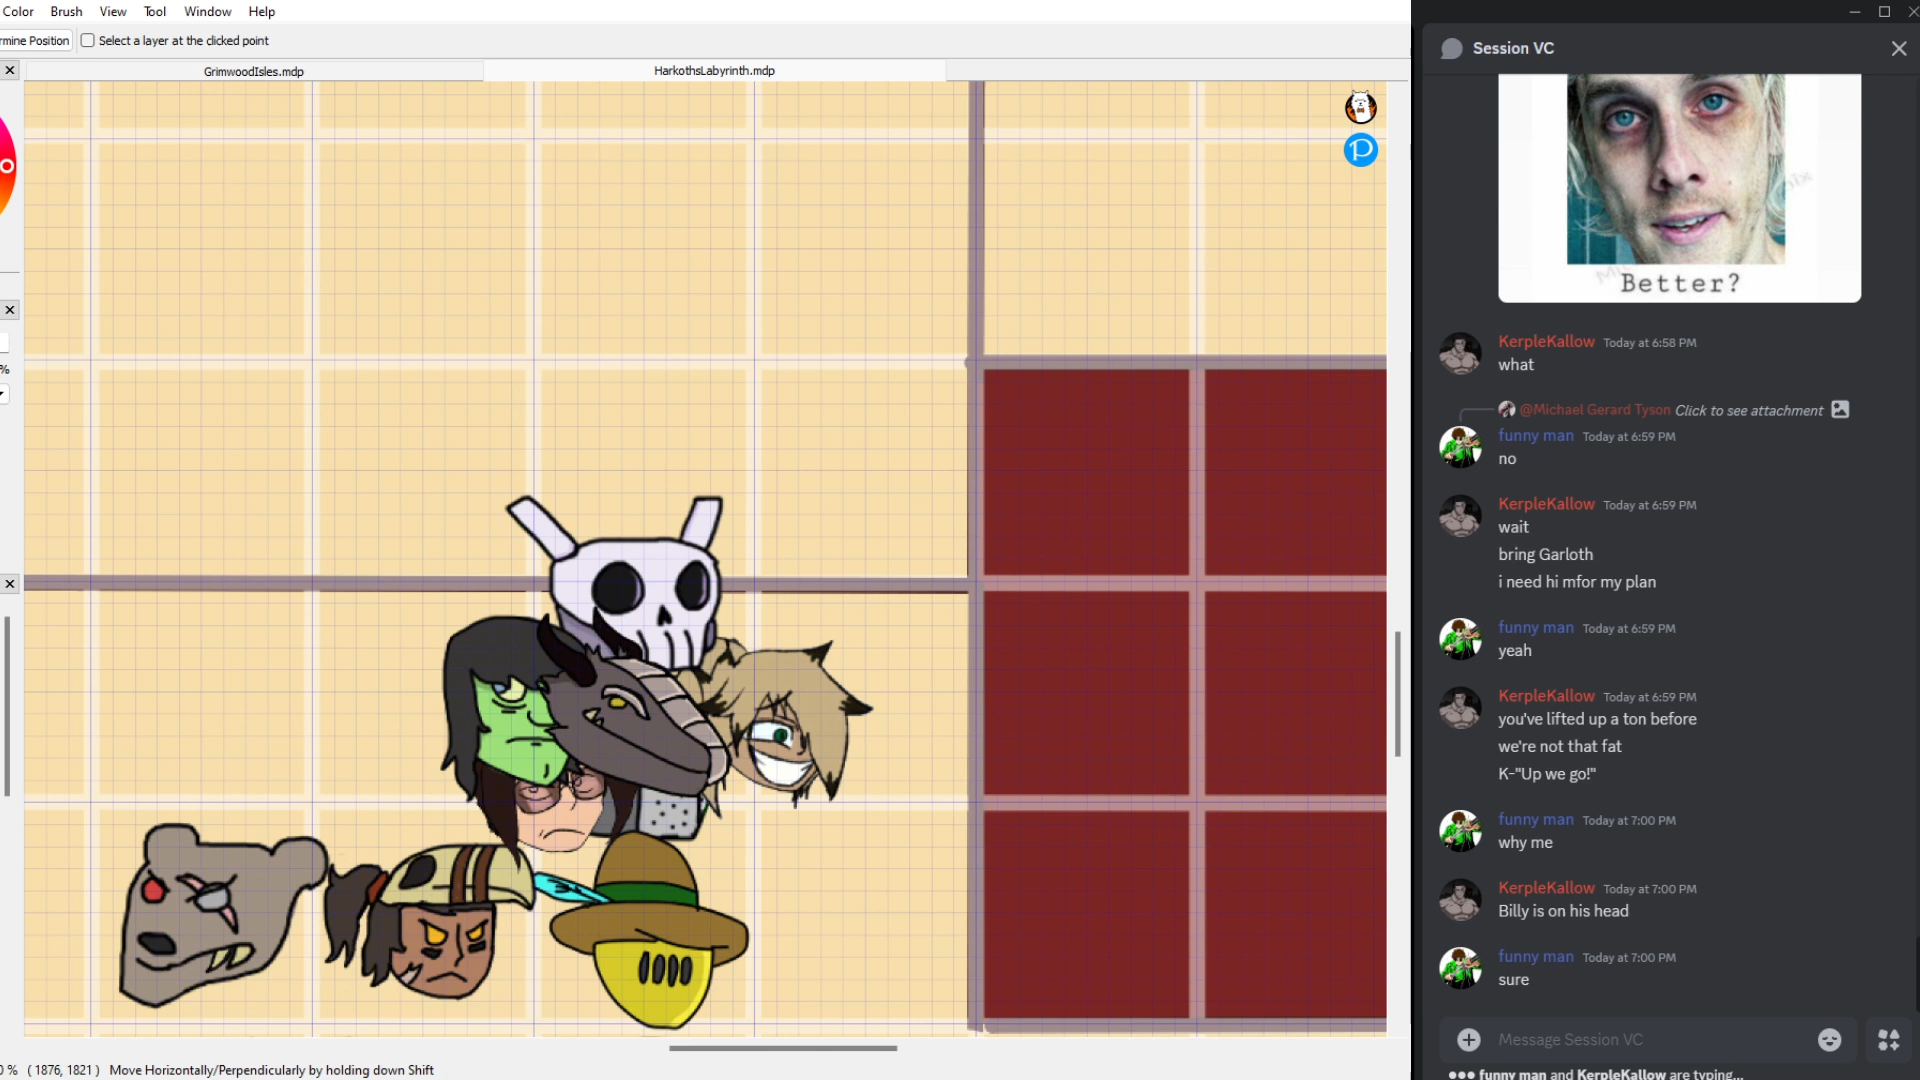 Color Brush View Tool Window Help
rmine Position Select a layer at the clicked point
GrimwoodIsles.mdp HarkothsLabyrinth.mdp
%
0 % ( 1876, 1821 ) Move Horizontally/Perpendicularly by holding down Shift
Session VC
Better?
KerpleKallow Today at 6:58 PM
what
@Michael Gerard Tyson Click to see attachment
funny man Today at 6:59 PM
no
KerpleKallow Today at 6:59 PM
wait
bring Garloth
i need hi mfor my plan
funny man Today at 6:59 PM
yeah
KerpleKallow Today at 6:59 PM
you've lifted up a ton before
we're not that fat
K-"Up we go!"
funny man Today at 7:00 PM
why me
KerpleKallow Today at 7:00 PM
Billy is on his head
funny man Today at 7:00 PM
sure
Message Session VC
funny man and KerpleKallow are typing...